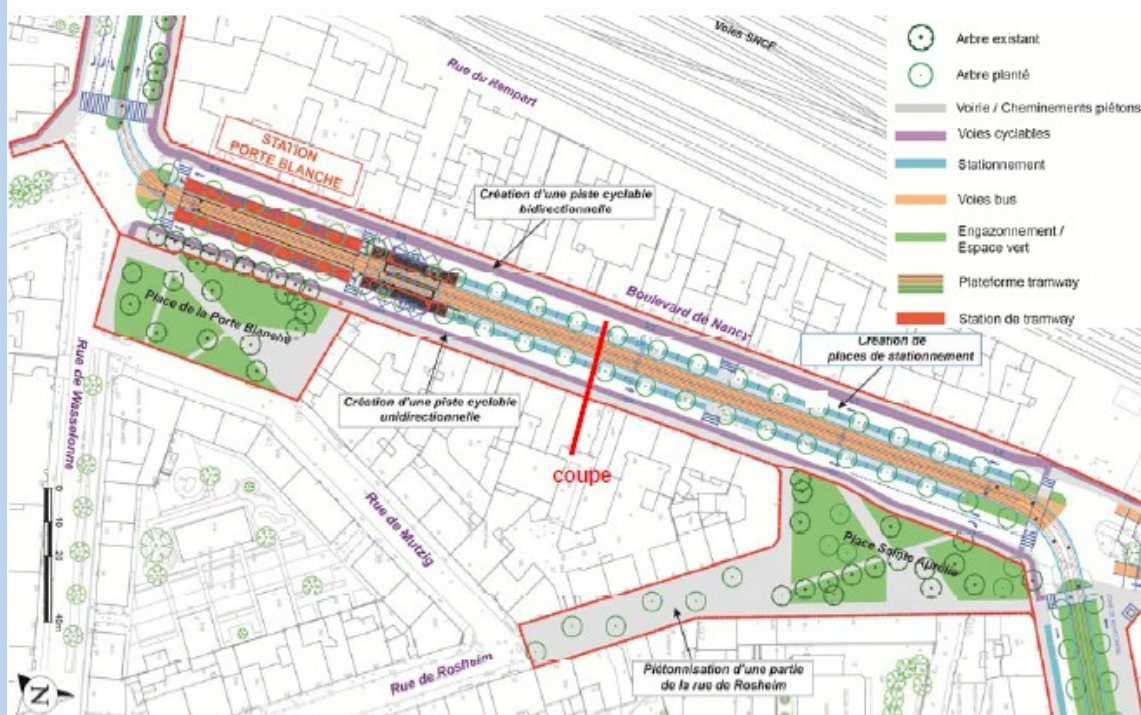 Voies SNCF
Rue du Rempart
STATION
PORTE BLANCHE
Création d'une piste cyclable
bidirectionnelle
Boulevard de Nancy
Création de
places de stationnement
Place de la Porte Blanche
Rue de Wasselonne
Création d'une piste cyclable
unidirectionnelle
coupe
Rue de Mutzig
Place Sainte Aurélie
Rue de Rosheim
Piétonnisation d'une partie
de la rue de Rosheim
0
10
20
40m
N
Arbre existant
Arbre planté
Voirie / Cheminements piétons
Voies cyclables
Stationnement
Voies bus
Engazonnement /
Espace vert
Plateforme tramway
Station de tramway